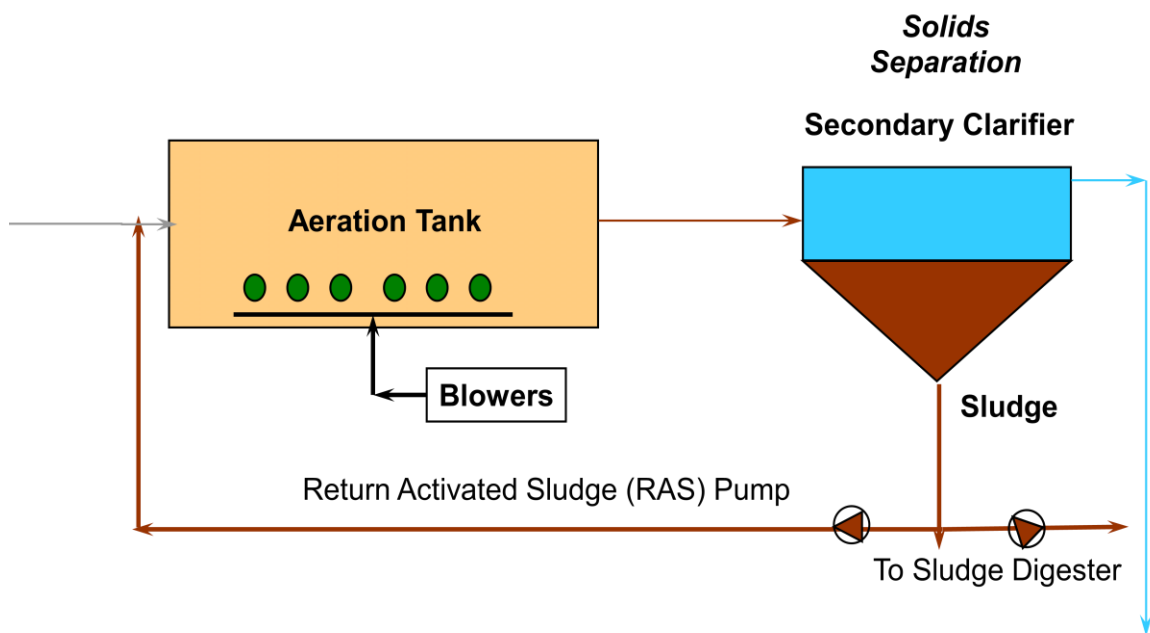 Solids
Separation
Secondary Clarifier
Aeration Tank
Blowers
Sludge
Return Activated Sludge (RAS) Pump
To Sludge Digester